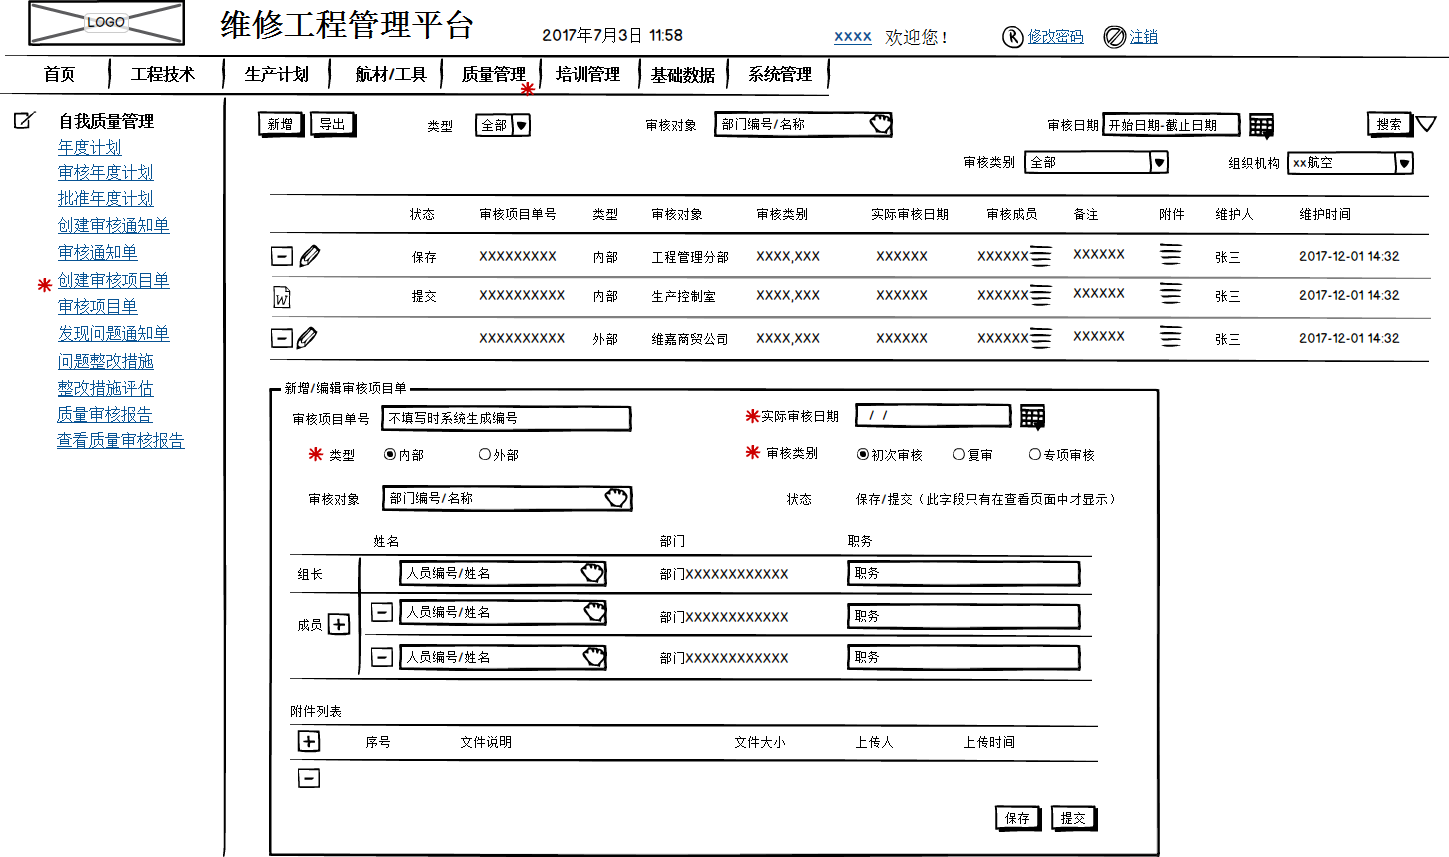 LOGO
维修工程管理平台
2017年7月3日 11:58
xxxx 欢迎您！
R 修改密码 注销
首页 工程技术 生产计划 航材/工具 质量管理 培训管理 基础数据 系统管理
自我质量管理
年度计划
审核年度计划
批准年度计划
创建审核通知单
审核通知单
创建审核项目单
审核项目单
发现问题通知单
问题整改措施
整改措施评估
质量审核报告
查看质量审核报告
新增 导出 类型 全部 审核对象 部门编号/名称 审核日期 开始日期-截止日期 搜索
审核类别 全部 组织机构 xx航空
状态 审核项目单号 类型 审核对象 审核类别 实际审核日期 审核成员 备注 附件 维护人 维护时间
保存 XXXXXXXXX 内部 工程管理分部 XXXX,XXX XXXXXX XXXXXX XXXXXX 张三 2017-12-01 14:32
W 提交 XXXXXXXXXX 内部 生产控制室 XXXX,XXX XXXXXX XXXXXX XXXXXX 张三 2017-12-01 14:32
XXXXXXXXXX 外部 维嘉商贸公司 XXXX,XXX XXXXXX XXXXXX XXXXXX 张三 2017-12-01 14:32
新增/编辑审核项目单
审核项目单号 不填写时系统生成编号 实际审核日期 / /
类型 内部 外部 审核类别 初次审核 复审 专项审核
审核对象 部门编号/名称 状态 保存/提交（此字段只有在查看页面中才显示）
姓名 部门 职务
组长 人员编号/姓名 部门XXXXXXXXXXXX 职务
成员 人员编号/姓名 部门XXXXXXXXXXXX 职务
人员编号/姓名 部门XXXXXXXXXXXX 职务
附件列表
序号 文件说明 文件大小 上传人 上传时间
保存 提交